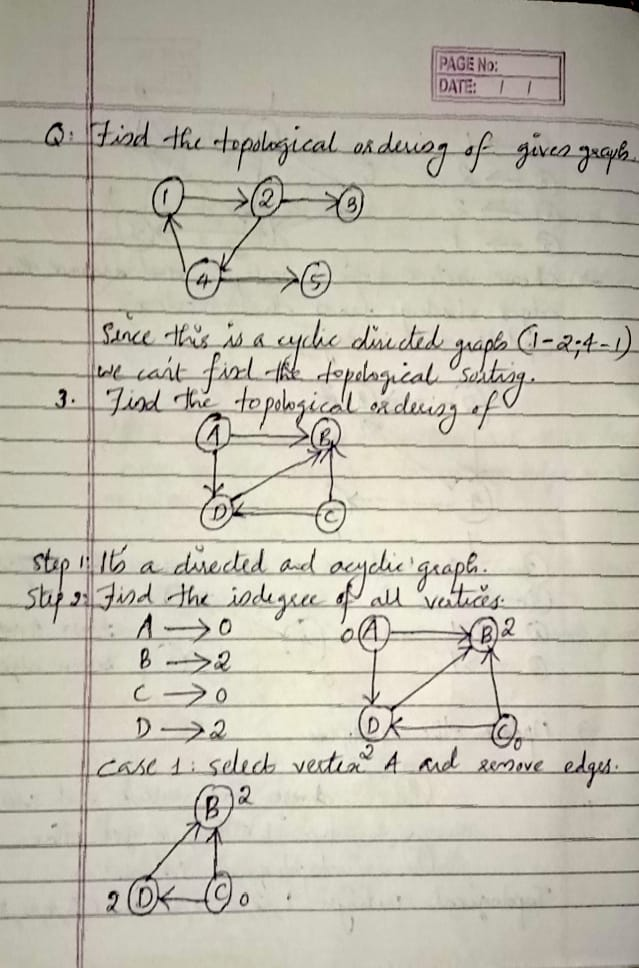 PAGE No:
DATE: / /
Q: Find the topological ordering of given graph.
1 2 3
4 5
Since this is a cyclic directed graph (1-2-4-1)
we can't find the topological sorting.
3. Find the topological ordering of
A B
D C
Step 1: It's a directed and acyclic graph.
Step 2: Find the indegree of all vertices.
: A → 0 0 A B 2
B → 2
C → 0
D → 2 D C 0
2
case 1: select vertex A and remove edges.
B 2
2 D C 0